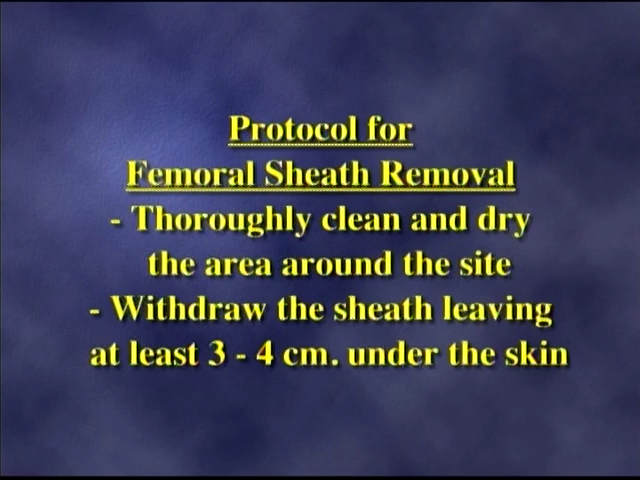 Protocol for
Femoral Sheath Removal
- Thoroughly clean and dry
the area around the site
- Withdraw the sheath leaving
at least 3 - 4 cm. under the skin